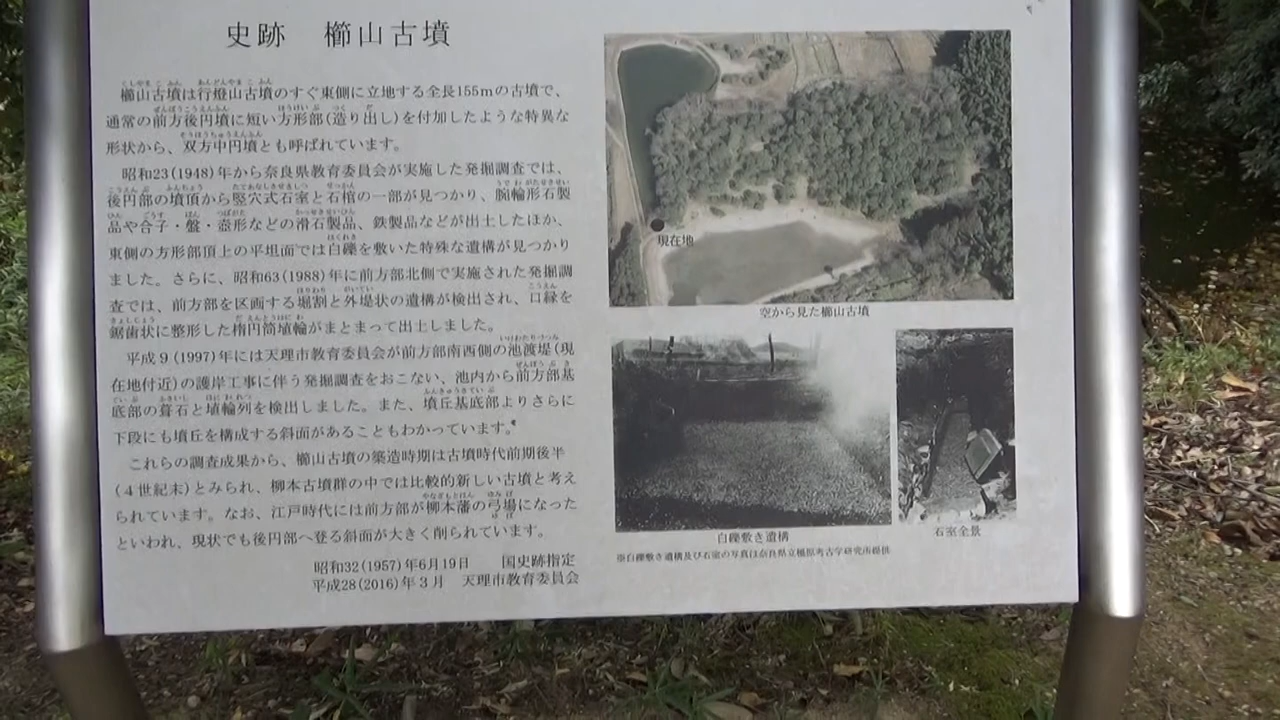 史跡　櫛山古墳
櫛山古墳は行燈山古墳のすぐ東側に立地する全長155mの古墳で、
通常の前方後円墳に短い方形部(造り出し)を付加したような特異な
形状から、双方中円墳とも呼ばれています。
昭和23(1948)年から奈良県教育委員会が実施した発掘調査では、
後円部の墳頂から竪穴式石室と石棺の一部が見つかり、腕輪形石製
品や合子・盤・壺形などの滑石製品、鉄製品などが出土したほか、
東側の方形部頂上の平坦面では白礫を敷いた特殊な遺構が見つかり
ました。さらに、昭和63(1988)年に前方部北側で実施された発掘調
査では、前方部を区画する堀割と外堤状の遺構が検出され、口縁を
鋸歯状に整形した楕円筒埴輪がまとまって出土しました。
平成9(1997)年には天理市教育委員会が前方部南西側の池渡堤(現
在地付近)の護岸工事に伴う発掘調査をおこない、池内から前方部基
底部の葺石と埴輪列を検出しました。また、墳丘基底部よりさらに
下段にも墳丘を構成する斜面があることもわかっています。
これらの調査成果から、櫛山古墳の築造時期は古墳時代前期後半
(4世紀末)とみられ、柳本古墳群の中では比較的新しい古墳と考え
られています。なお、江戸時代には前方部が柳本藩の弓場になった
といわれ、現状でも後円部へ登る斜面が大きく削られています。
昭和32(1957)年6月19日　国史跡指定
平成28(2016)年3月　天理市教育委員会
現在地
空から見た櫛山古墳
白礫敷き遺構
石室全景
※白礫敷き遺構及び石室の写真は奈良県立橿原考古学研究所提供